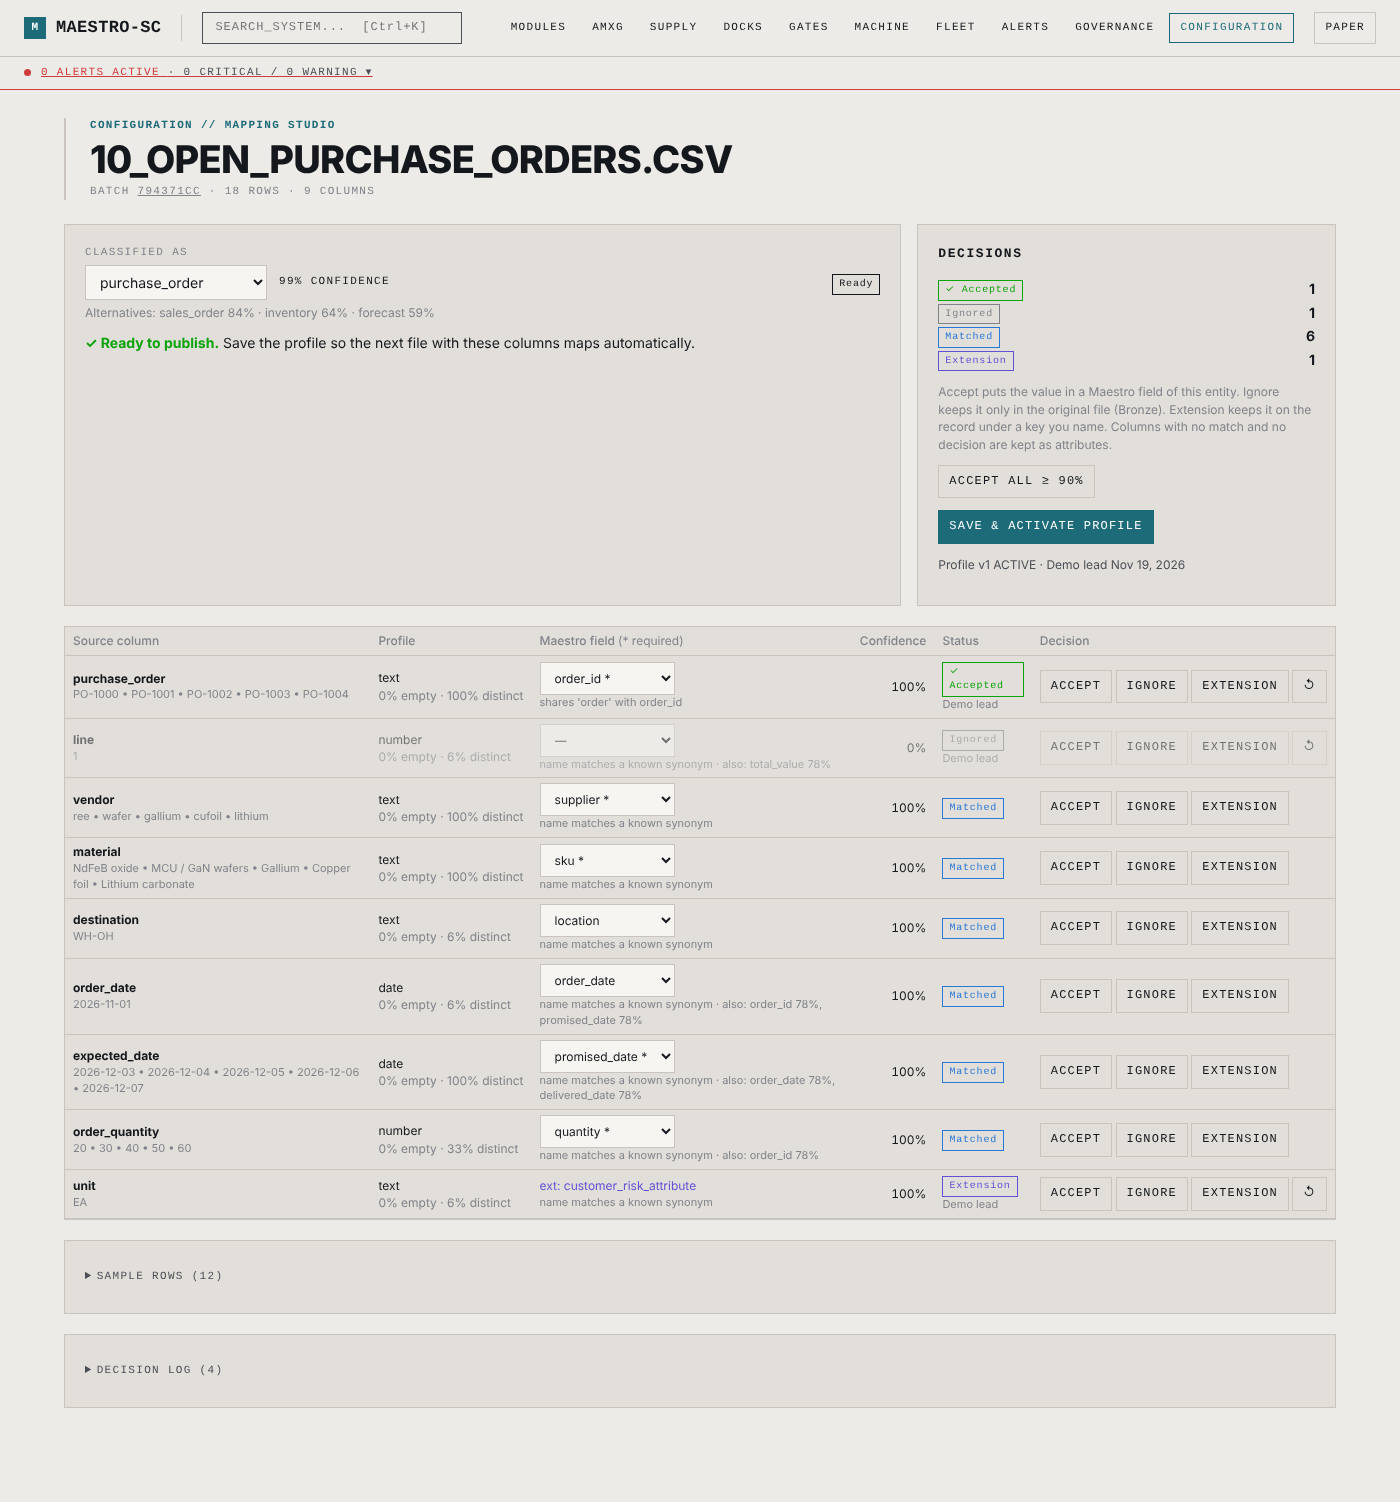 M MAESTRO-SC SEARCH_SYSTEM... [Ctrl+K] MODULES AMXG SUPPLY DOCKS GATES MACHINE FLEET ALERTS GOVERNANCE CONFIGURATION PAPER
0 ALERTS ACTIVE · 0 CRITICAL / 0 WARNING ▾
CONFIGURATION // MAPPING STUDIO
10_OPEN_PURCHASE_ORDERS.CSV
BATCH 794371CC · 18 ROWS · 9 COLUMNS
CLASSIFIED AS
purchase_order 99% CONFIDENCE Ready
Alternatives: sales_order 84% · inventory 64% · forecast 59%
✓ Ready to publish. Save the profile so the next file with these columns maps automatically.
DECISIONS
✓ Accepted 1
Ignored 1
Matched 6
Extension 1
Accept puts the value in a Maestro field of this entity. Ignore
keeps it only in the original file (Bronze). Extension keeps it on the
record under a key you name. Columns with no match and no
decision are kept as attributes.
ACCEPT ALL ≥ 90%
SAVE & ACTIVATE PROFILE
Profile v1 ACTIVE · Demo lead Nov 19, 2026
Source column Profile Maestro field (* required) Confidence Status Decision
purchase_order text order_id * 100% ✓ Accepted ACCEPT IGNORE EXTENSION ↺
PO-1000 • PO-1001 • PO-1002 • PO-1003 • PO-1004 0% empty · 100% distinct shares 'order' with order_id Demo lead
line number — 0% Ignored ACCEPT IGNORE EXTENSION ↺
1 0% empty · 6% distinct name matches a known synonym · also: total_value 78% Demo lead
vendor text supplier * 100% Matched ACCEPT IGNORE EXTENSION
ree • wafer • gallium • cufoil • lithium 0% empty · 100% distinct name matches a known synonym
material text sku * 100% Matched ACCEPT IGNORE EXTENSION
NdFeB oxide • MCU / GaN wafers • Gallium • Copper 0% empty · 100% distinct name matches a known synonym
foil • Lithium carbonate
destination text location 100% Matched ACCEPT IGNORE EXTENSION
WH-OH 0% empty · 6% distinct name matches a known synonym
order_date date order_date 100% Matched ACCEPT IGNORE EXTENSION
2026-11-01 0% empty · 6% distinct name matches a known synonym · also: order_id 78%,
promised_date 78%
expected_date date promised_date * 100% Matched ACCEPT IGNORE EXTENSION
2026-12-03 • 2026-12-04 • 2026-12-05 • 2026-12-06 0% empty · 100% distinct name matches a known synonym · also: order_date 78%,
• 2026-12-07 delivered_date 78%
order_quantity number quantity * 100% Matched ACCEPT IGNORE EXTENSION
20 • 30 • 40 • 50 • 60 0% empty · 33% distinct name matches a known synonym · also: order_id 78%
unit text ext: customer_risk_attribute 100% Extension ACCEPT IGNORE EXTENSION ↺
EA 0% empty · 6% distinct name matches a known synonym Demo lead
▶ SAMPLE ROWS (12)
▶ DECISION LOG (4)